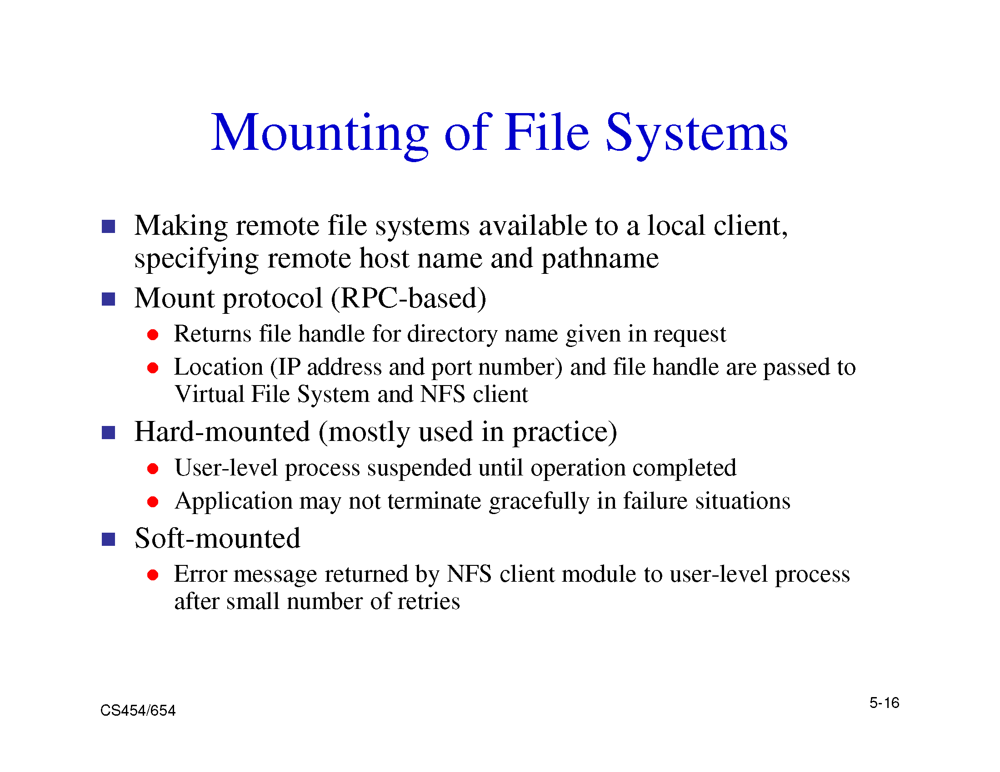 Mounting of File Systems
Making remote file systems available to a local client,
specifying remote host name and pathname
Mount protocol (RPC-based)
Returns file handle for directory name given in request
Location (IP address and port number) and file handle are passed to
Virtual File System and NFS client
Hard-mounted (mostly used in practice)
User-level process suspended until operation completed
Application may not terminate gracefully in failure situations
Soft-mounted
Error message returned by NFS client module to user-level process
after small number of retries
CS454/654
5-16